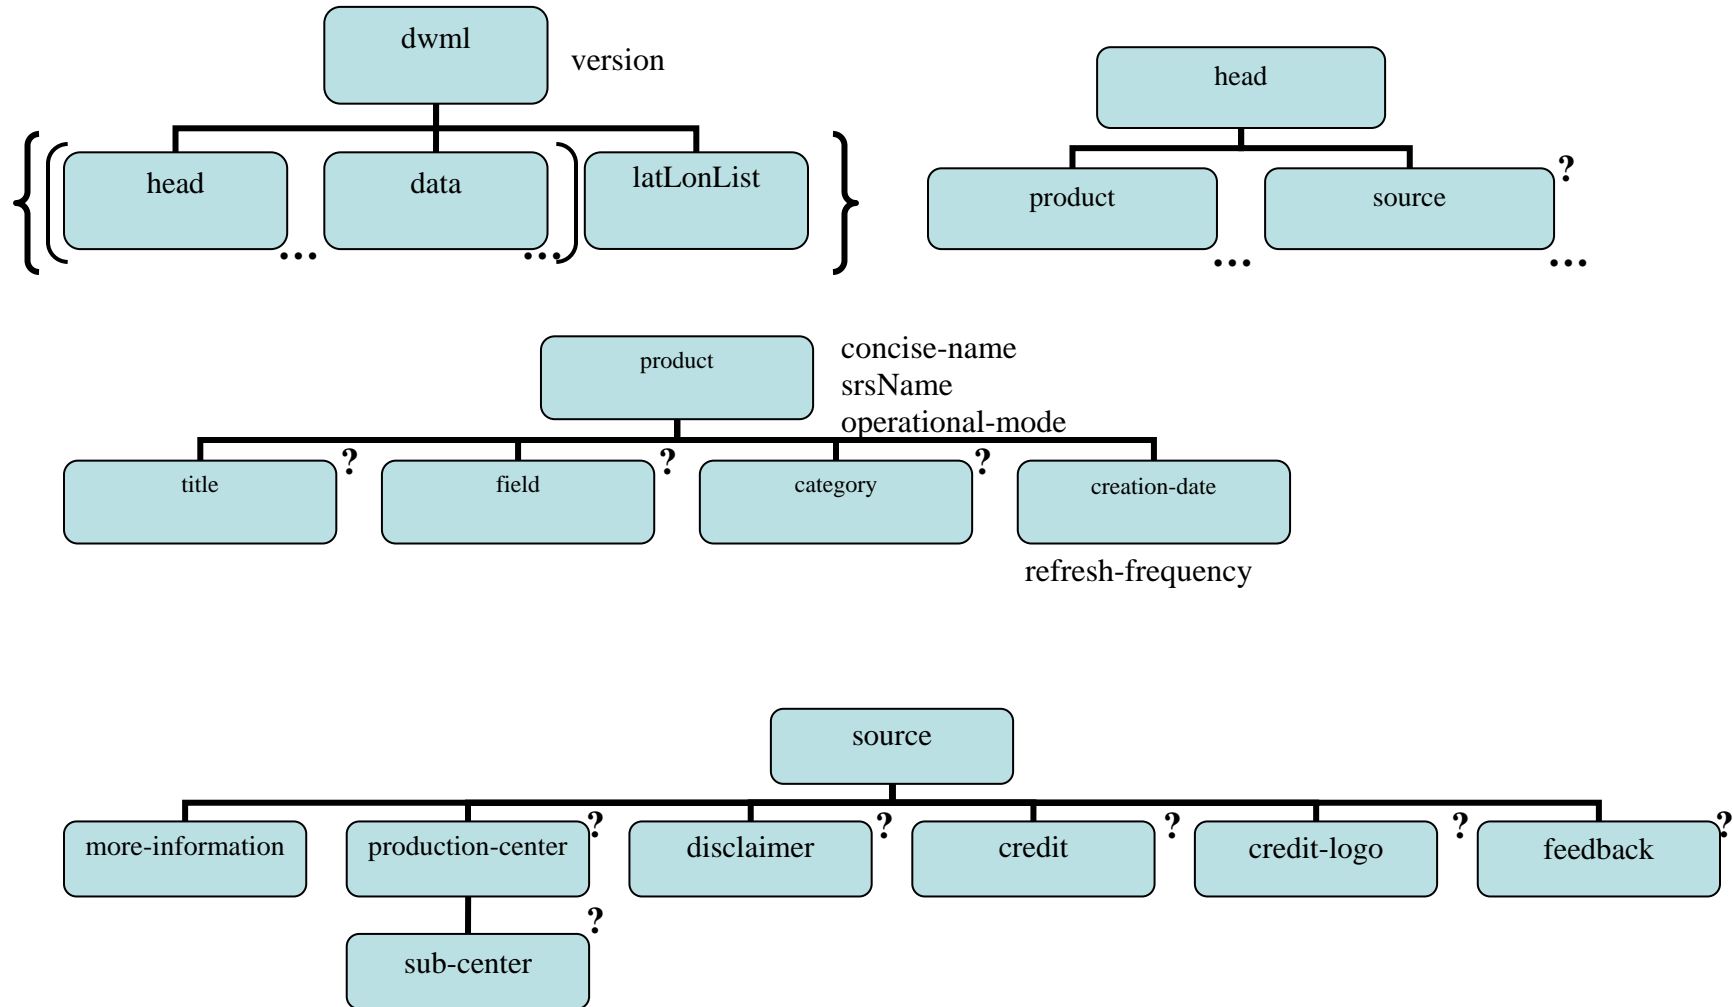 dwml
version
{ ( head ... data ... ) latLonList }
head
product ... source ? ...
product
concise-name
srsName
operational-mode
title ? field ? category ? creation-date
refresh-frequency
source
more-information production-center ? disclaimer ? credit ? credit-logo ? feedback ?
sub-center ?